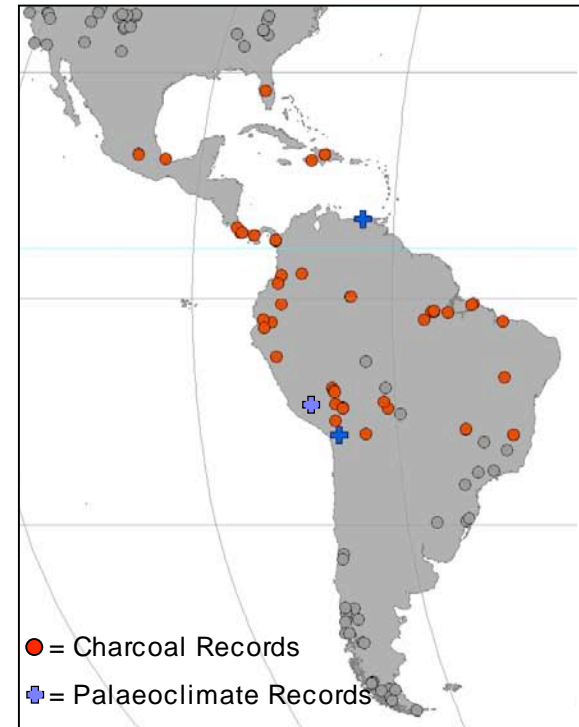 = Charcoal Records
= Palaeoclimate Records